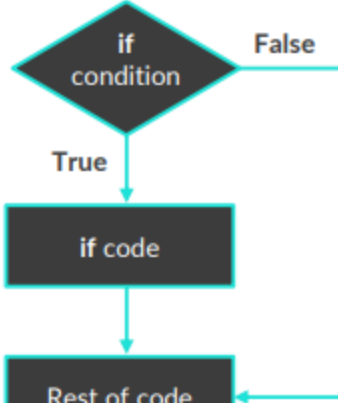 if
condition
False
True
if code
Rest of code